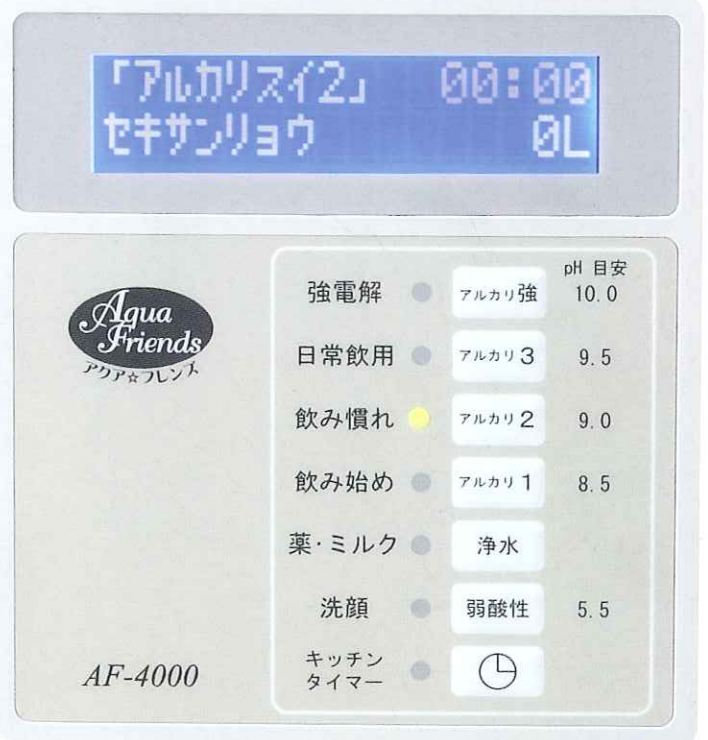 「アルカリスイ2」 00:00
セキサンリョウ 0L
pH 目安
強電解 アルカリ強 10.0
日常飲用 アルカリ3 9.5
飲み慣れ アルカリ2 9.0
飲み始め アルカリ1 8.5
薬・ミルク 浄水
洗顔 弱酸性 5.5
キッチン
タイマー
Aqua
Friends
アクア☆フレンズ
AF-4000